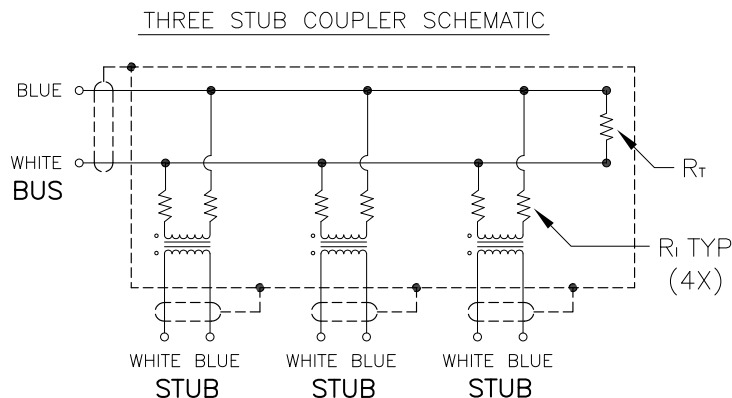 THREE STUB COUPLER SCHEMATIC
BLUE
WHITE
BUS
RT
RI TYP
(4X)
WHITE BLUE WHITE BLUE WHITE BLUE
STUB STUB STUB